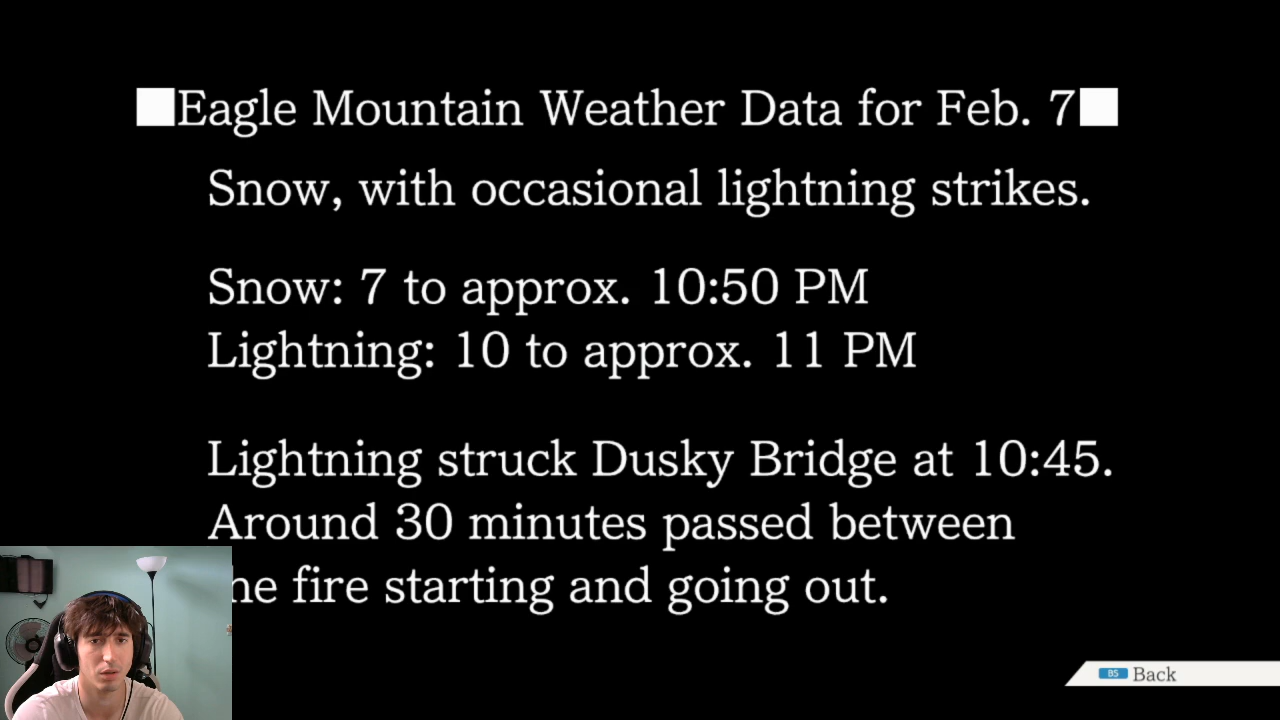 ■Eagle Mountain Weather Data for Feb. 7■
Snow, with occasional lightning strikes.
Snow: 7 to approx. 10:50 PM
Lightning: 10 to approx. 11 PM
Lightning struck Dusky Bridge at 10:45.
Around 30 minutes passed between
he fire starting and going out.
B5 Back